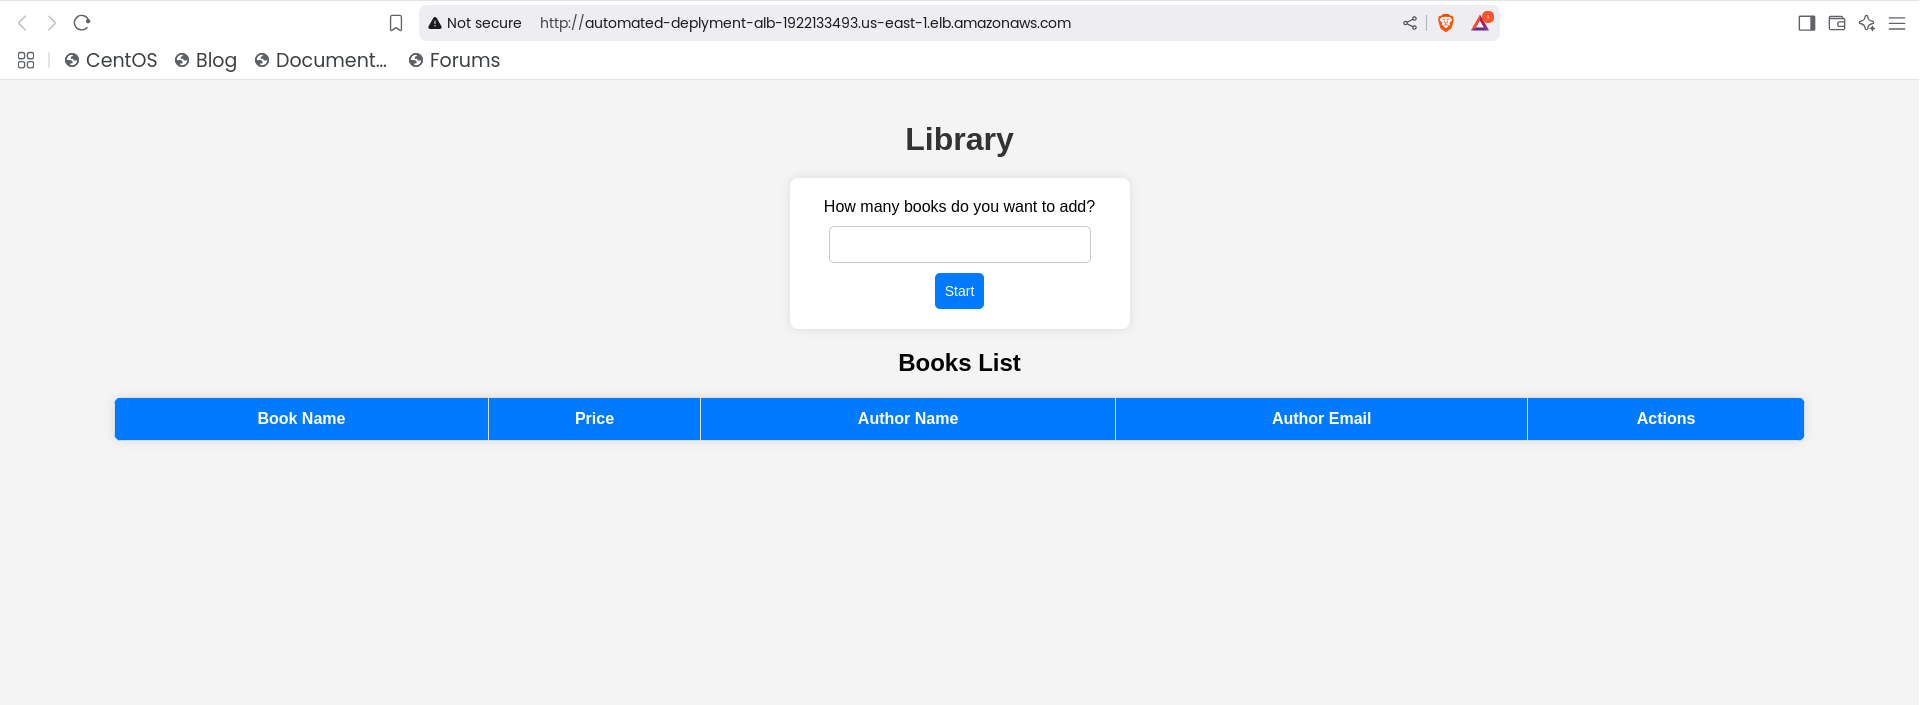 Not secure http://automated-deplyment-alb-1922133493.us-east-1.elb.amazonaws.com
CentOS Blog Document... Forums
Library
How many books do you want to add?
Start
Books List
Book Name Price Author Name Author Email Actions